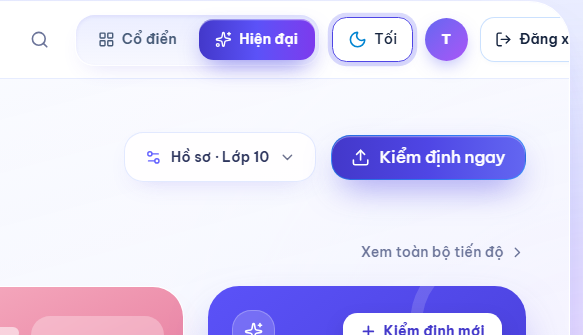 Cổ điển
Hiện đại
Tối
T
Đăng x
Hồ sơ · Lớp 10
Kiểm định ngay
Xem toàn bộ tiến độ
Kiểm định mới